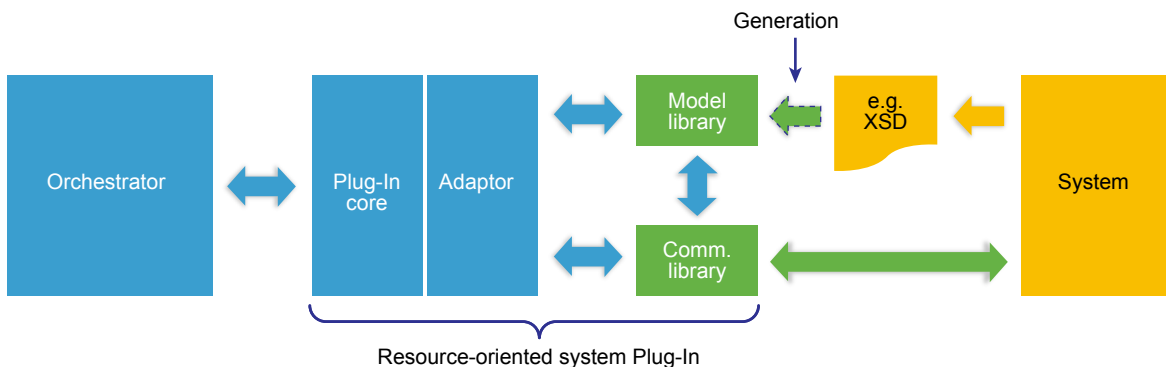 Generation
Orchestrator
Plug-In
core
Adaptor
Model
library
e.g.
XSD
System
Comm.
library
Resource-oriented system Plug-In